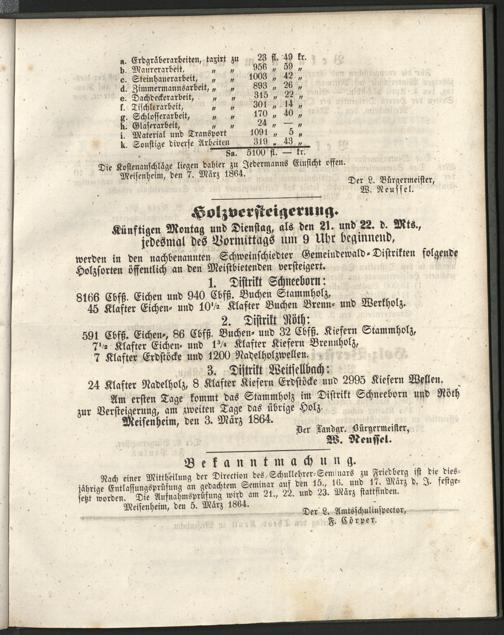 a. Erdgräberarbeiten, taxirt zu 23 fl. 49 kr.
b. Maurerarbeit, „ „ 956 „ 59 „
c. Steinhauerarbeit, „ „ 1003 „ 42 „
d. Zimmermannsarbeit, „ „ 893 „ 26 „
e. Dachdeckerarbeit, „ „ 345 „ 22 „
f. Tischlerarbeit, „ „ 301 „ 14 „
g. Schlosserarbeit, „ „ 170 „ 40 „
h. Glaserarbeit, „ „ 24 „ — „
i. Material und Transport 1091 „ 5 „
k. Sonstige diverse Arbeiten 319 „ 43 „
Sa. 5100 fl. — kr.
Die Kostenanschläge liegen dahier zu Jedermanns Einsicht offen.
Meisenheim, den 7. März 1864.
Der L. Bürgermeister,
W. Neussel.
Holzversteigerung.
Künftigen Montag und Dienstag, als den 21. und 22. d. Mts.,
jedesmal des Vormittags um 9 Uhr beginnend,
werden in den nachbenannten Schweinschieder Gemeindewald-Distrikten folgende
Holzsorten öffentlich an den Meistbietenden versteigert.
1. Distrikt Schneeborn:
8166 Cbfß. Eichen und 940 Cbfß. Buchen Stammholz,
45 Klafter Eichen- und 10¹/₂ Klafter Buchen Brenn- und Werkholz.
2. Distrikt Röth:
591 Cbfß. Eichen-, 86 Cbfß. Buchen- und 32 Cbfß. Kiefern Stammholz,
7¹/₂ Klafter Eichen- und 1³/₄ Klafter Kiefern Brennholz,
7 Klafter Erdstöcke und 1200 Nadelholzwellen.
3. Distrikt Weitsellbach:
24 Klafter Nadelholz, 8 Klafter Kiefern Erdstöcke und 2995 Kiefern Wellen.
Am ersten Tage kommt das Stammholz im Distrikt Schneeborn und Röth
zur Versteigerung, am zweiten Tage das übrige Holz.
Meisenheim, den 3. März 1864.
Der Landgr. Bürgermeister,
W. Neussel.
Bekanntmachung.
Nach einer Mittheilung der Direction des Schullehrer-Seminars zu Friedberg ist die dies-
jährige Entlassungsprüfung an gedachtem Seminar auf den 15., 16. und 17. März d. J. festge-
setzt worden. Die Aufnahmsprüfung wird am 21., 22. und 23. März stattfinden.
Meisenheim, den 5. März 1864.
Der L. Amtsschulinspector,
F. Cörper.